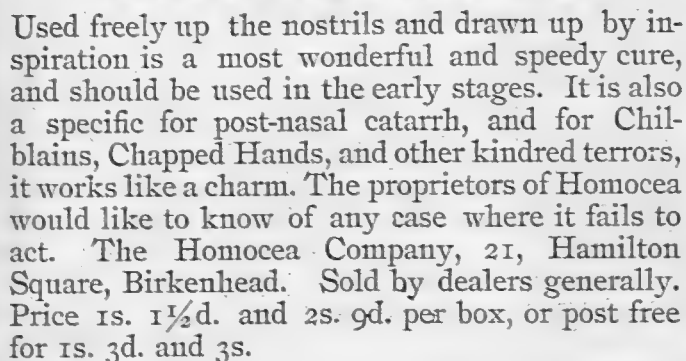 Used freely up the nostrils and drawn up by in-
spiration is a most wonderful and speedy cure,
and should be used in the early stages. It is also
a specific for post-nasal catarrh, and for Chil-
blains, Chapped Hands, and other kindred terrors,
it works like a charm. The proprietors of Homocea
would like to know of any case where it fails to
act. The Homocea Company, 21, Hamilton
Square, Birkenhead. Sold by dealers generally.
Price 1s. 1½d. and 2s. 9d. per box, or post free
for 1s. 3d. and 3s.